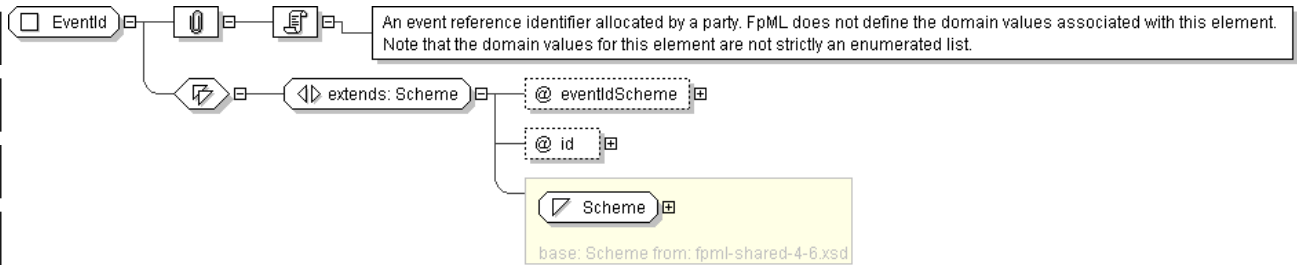 EventId
An event reference identifier allocated by a party. FpML does not define the domain values associated with this element.
Note that the domain values for this element are not strictly an enumerated list.
extends: Scheme
@ eventIdScheme
@ id
Scheme
base: Scheme from: fpml-shared-4-6.xsd